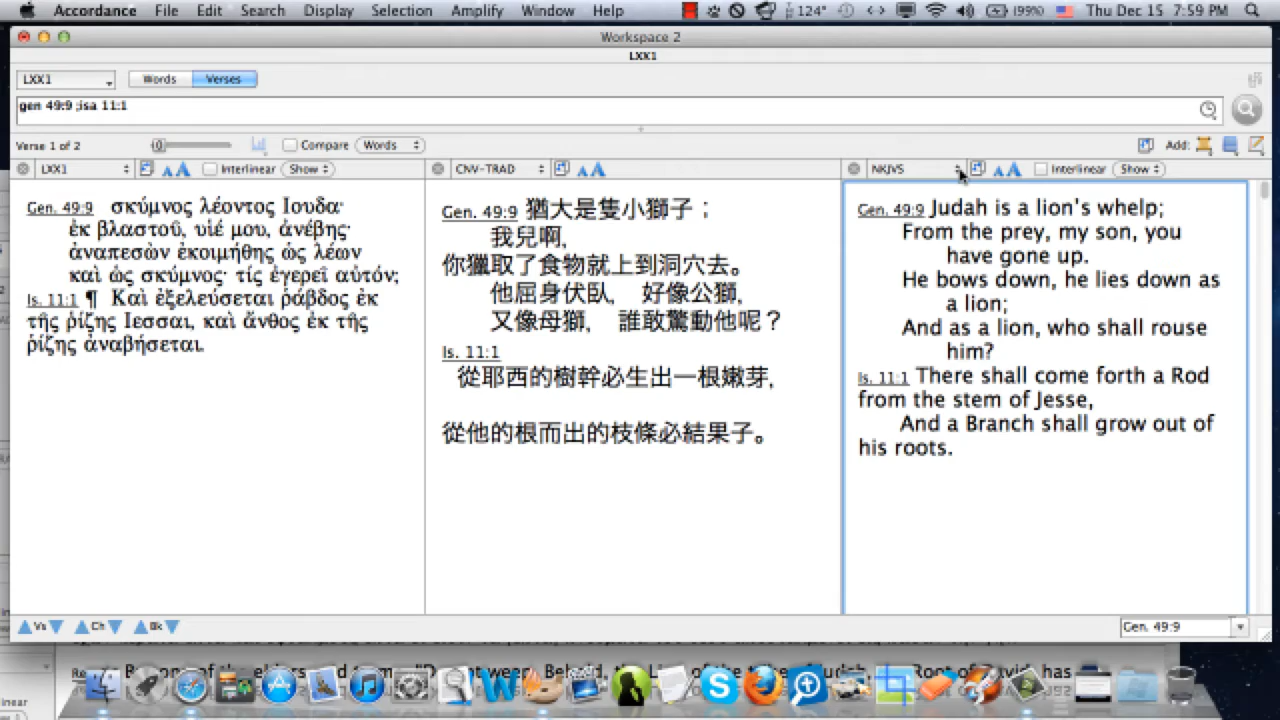 Accordance File Edit Search Display Selection Amplify Window Help 124° (99%) Thu Dec 15 7:59 PM
Workspace 2
LXX1
LXX1 Words Verses
gen 49:9 ;isa 11:1
Verse 1 of 2 Compare Words Add:
LXX1 Interlinear Show
Gen. 49:9 σκύμνος λέοντος Ιουδα·
ἐκ βλαστοῦ, υἱέ μου, ἀνέβης·
ἀναπεσὼν ἐκοιμήθης ὡς λέων
καὶ ὡς σκύμνος· τίς ἐγερεῖ αὐτόν;
Is. 11:1 ¶ Καὶ ἐξελεύσεται ῥάβδος ἐκ
τῆς ῥίζης Ιεσσαι, καὶ ἄνθος ἐκ τῆς
ῥίζης ἀναβήσεται.
CNV-TRAD
Gen. 49:9 猶大是隻小獅子；
我兒啊，
你獵取了食物就上到洞穴去。
他屈身伏臥， 好像公獅，
又像母獅， 誰敢驚動他呢？
Is. 11:1
從耶西的樹幹必生出一根嫩芽，
從他的根而出的枝條必結果子。
NKJVS Interlinear Show
Gen. 49:9 Judah is a lion's whelp;
From the prey, my son, you
have gone up.
He bows down, he lies down as
a lion;
And as a lion, who shall rouse
him?
Is. 11:1 There shall come forth a Rod
from the stem of Jesse,
And a Branch shall grow out of
his roots.
Vs Ch Bk Gen. 49:9